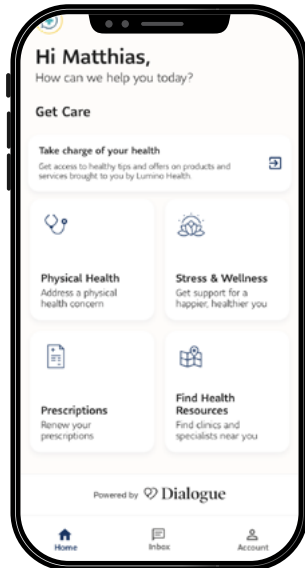 Hi Matthias,
How can we help you today?
Get Care
Take charge of your health
Get access to healthy tips and offers on products and
services brought to you by Lumino Health.
Physical Health
Address a physical
health concern
Stress & Wellness
Get support for a
happier, healthier you
Prescriptions
Renew your
prescriptions
Find Health
Resources
Find clinics and
specialists near you
Powered by Dialogue
Home
Inbox
Account